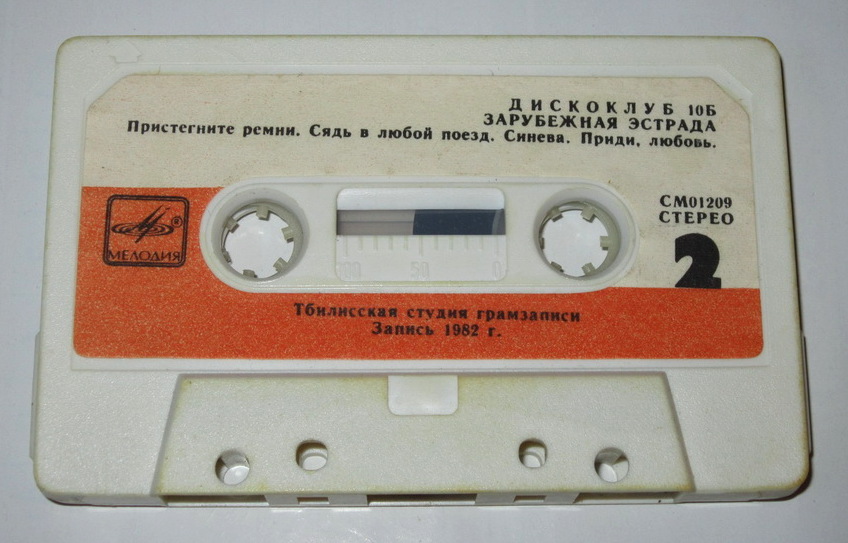 ДИСКОКЛУБ 10Б
ЗАРУБЕЖНАЯ ЭСТРАДА
Пристегните ремни. Сядь в любой поезд. Синева. Приди, любовь.
МЕЛОДИЯ
®
СМ01209
СТЕРЕО
2
100 50 0
Тбилисская студия грамзаписи
Запись 1982 г.